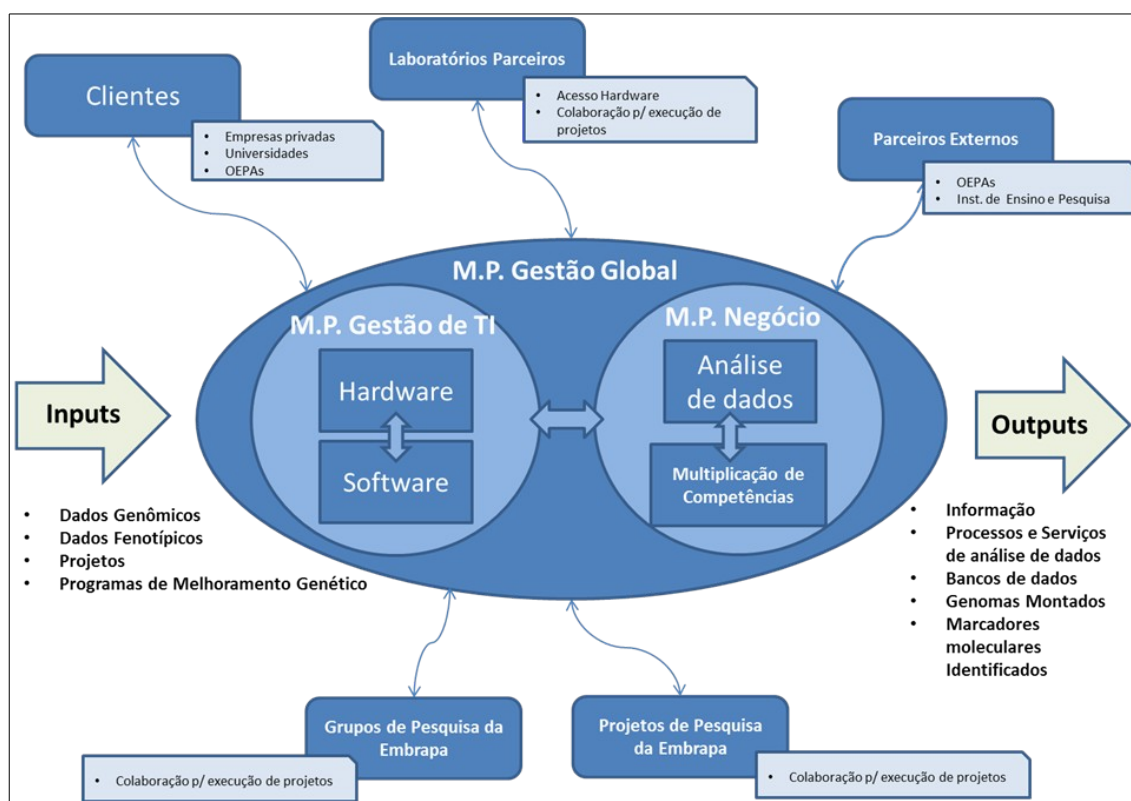 Clientes
• Empresas privadas
• Universidades
• OEPAs
Laboratórios Parceiros
• Acesso Hardware
• Colaboração p/ execução de
projetos
Parceiros Externos
• OEPAs
• Inst. de Ensino e Pesquisa
M.P. Gestão Global
M.P. Gestão de TI
Hardware
Software
M.P. Negócio
Análise
de dados
Multiplicação de
Competências
Inputs
• Dados Genômicos
• Dados Fenotípicos
• Projetos
• Programas de Melhoramento Genético
Outputs
• Informação
• Processos e Serviços
de análise de dados
• Bancos de dados
• Genomas Montados
• Marcadores
moleculares
Identificados
Grupos de Pesquisa da
Embrapa
• Colaboração p/ execução de projetos
Projetos de Pesquisa
da Embrapa
• Colaboração p/ execução de projetos